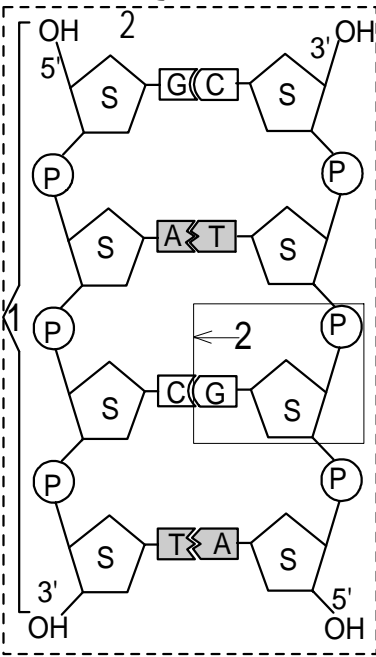 OH 2 OH
5' 3'
S G C S
P P
S A T S
1 P P
2
S C G S
P P
S T A S
3' 5'
OH OH